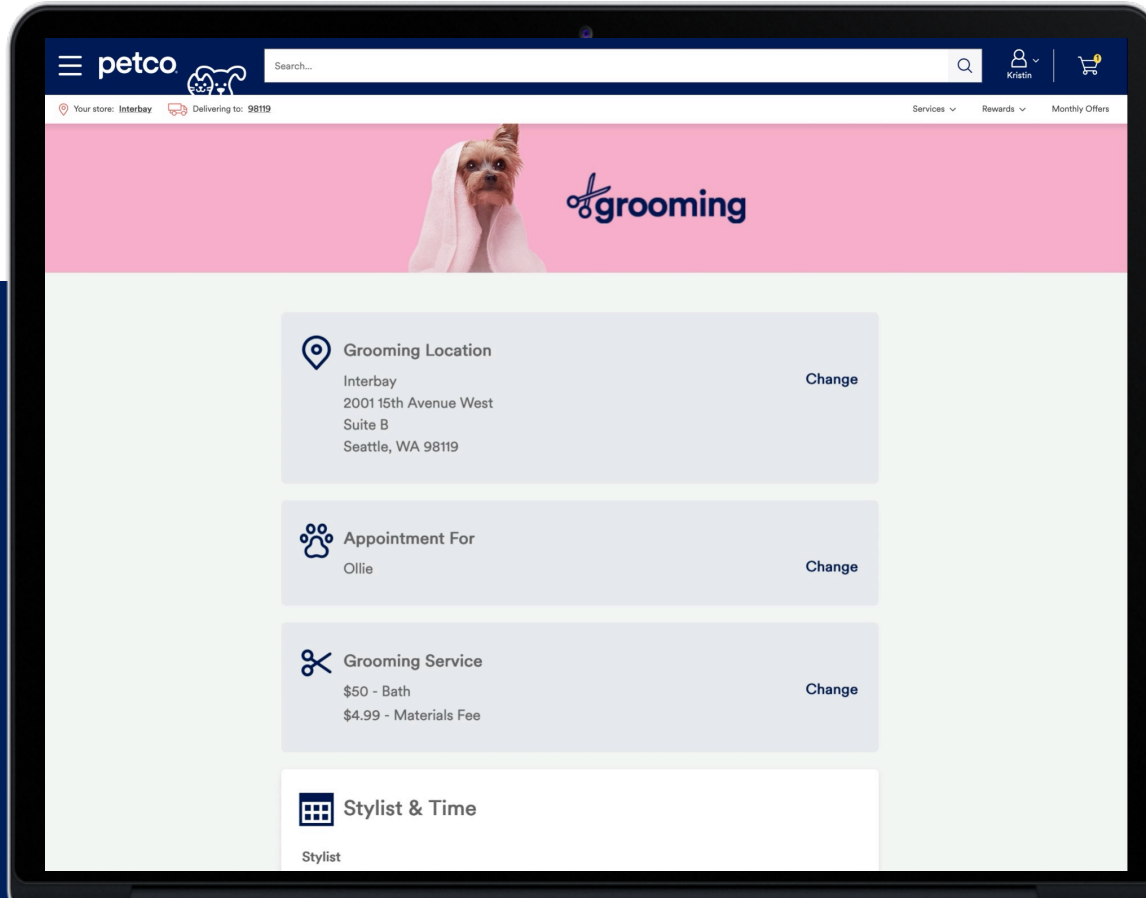 petco
Search...
Kristin
1
Your store: Interbay
Delivering to: 98119
Services
Rewards
Monthly Offers
grooming
Grooming Location
Interbay
2001 15th Avenue West
Suite B
Seattle, WA 98119
Change
Appointment For
Ollie
Change
Grooming Service
$50 - Bath
$4.99 - Materials Fee
Change
Stylist & Time
Stylist